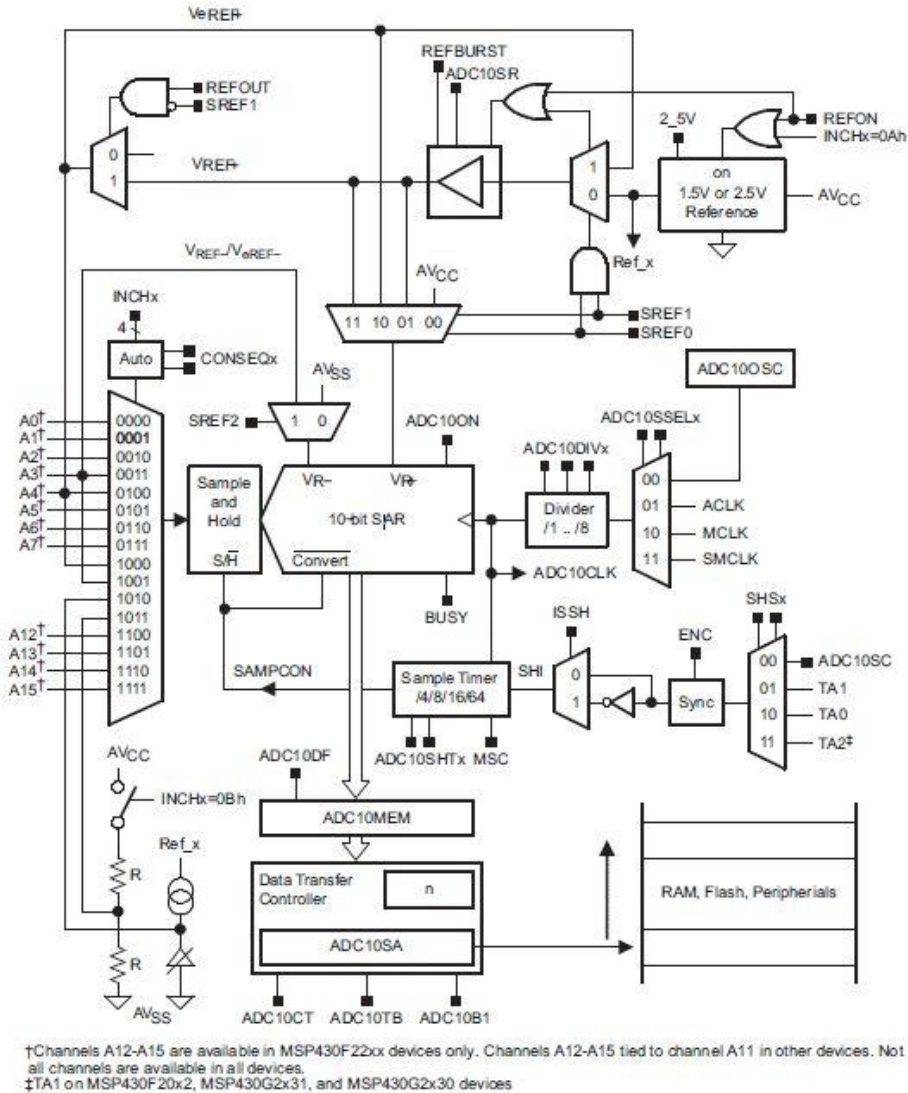 VeREF+
REFBURST
ADC10SR
REFOUT
SREF1
2_5V
REFON
INCHx=0Ah
0
1
VREF+
1
0
on
1.5V or 2.5V
Reference
AVCC
Ref_x
VREF–/VeREF–
AVCC
INCHx
4
11 10 01 00
SREF1
SREF0
Auto
CONSEQx
AVSS
ADC10OSC
SREF2
1 0
ADC10ON
ADC10SSELx
A0†
A1†
A2†
A3†
A4†
A5†
A6†
A7†
A12†
A13†
A14†
A15†
0000
0001
0010
0011
0100
0101
0110
0111
1000
1001
1010
1011
1100
1101
1110
1111
Sample
and
Hold
S/H
VR–
VR+
10–bit SAR
Convert
ADC10DIVx
Divider
/1 .. /8
00
01
10
11
ACLK
MCLK
SMCLK
ADC10CLK
BUSY
ISSH
ENC
SHSx
SAMPCON
Sample Timer
/4/8/16/64
SHI
0
1
Sync
00
01
10
11
ADC10SC
TA1
TA0
TA2‡
ADC10SHTx
MSC
AVCC
INCHx=0Bh
ADC10DF
ADC10MEM
Ref_x
R
R
AVSS
Data Transfer
Controller
n
ADC10SA
RAM, Flash, Peripherials
ADC10CT
ADC10TB
ADC10B1
†Channels A12-A15 are available in MSP430F22xx devices only. Channels A12-A15 tied to channel A11 in other devices. Not
all channels are available in all devices.
‡TA1 on MSP430F20x2, MSP430G2x31, and MSP430G2x30 devices